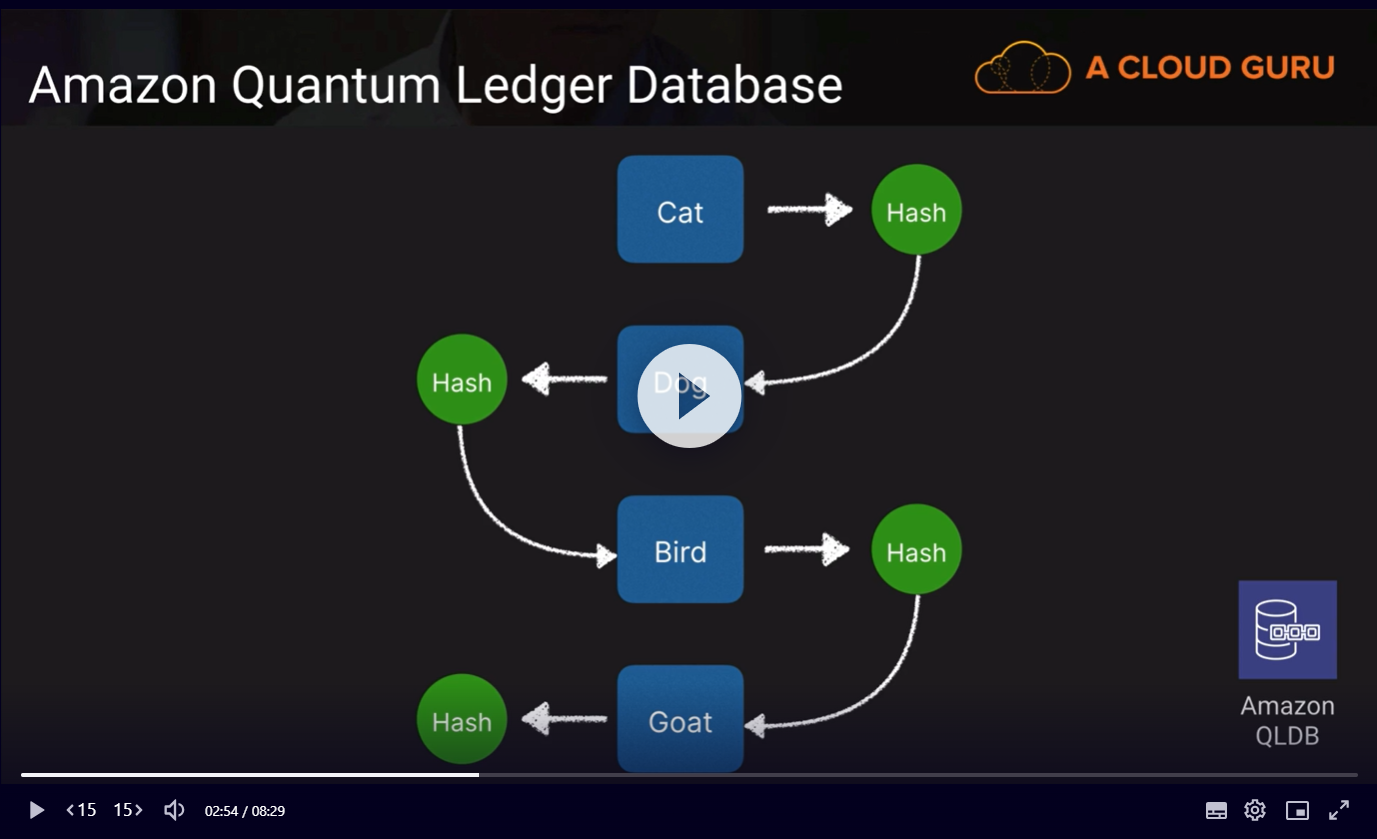 Amazon Quantum Ledger Database
A CLOUD GURU
Cat
Hash
Hash
Dog
Bird
Hash
Hash
Goat
Amazon
QLDB
15
15
02:54 / 08:29